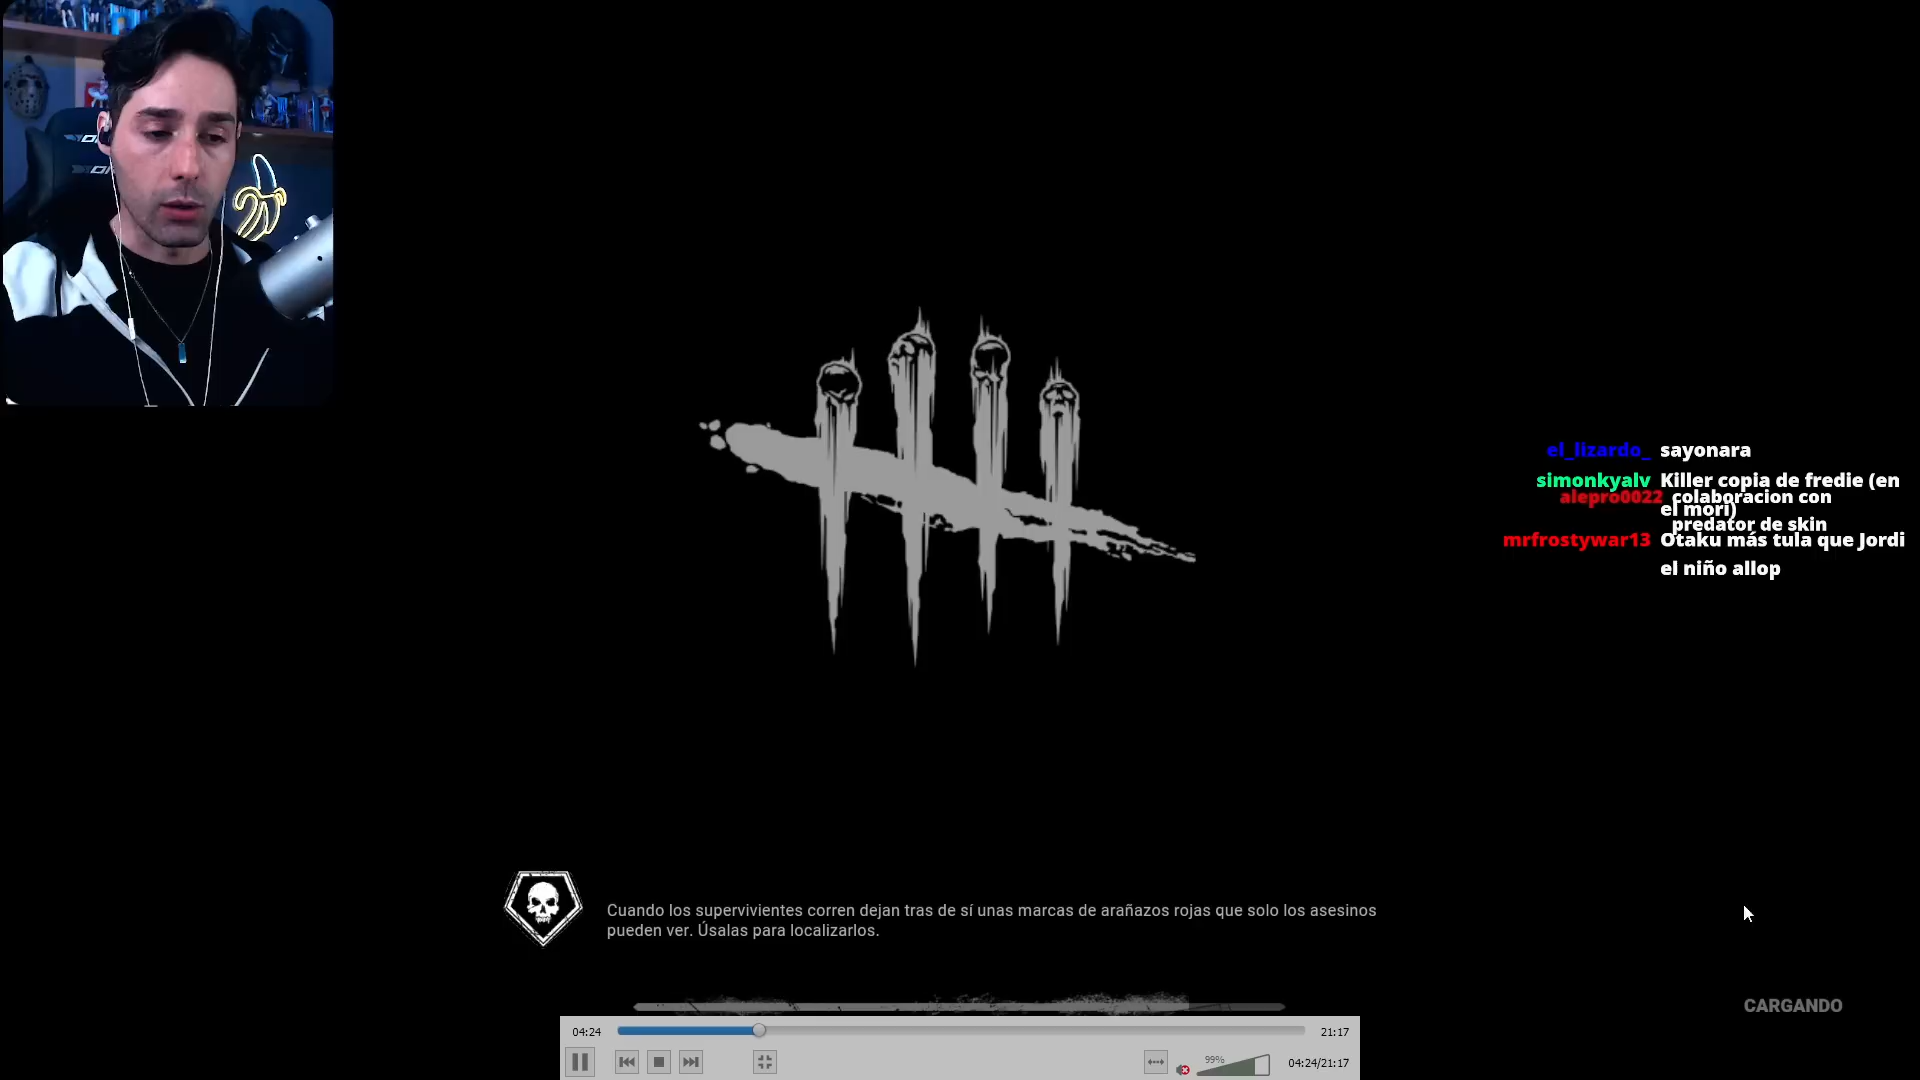 el_lizardo_ sayonara
simonkyalv Killer copia de fredie (en
el mori)
alepro0022 colaboracion con
predator de skin
mrfrostywar13 Otaku más tula que Jordi
el niño allop
Cuando los supervivientes corren dejan tras de sí unas marcas de arañazos rojas que solo los asesinos
pueden ver. Úsalas para localizarlos.
CARGANDO
04:24
21:17
99%
04:24/21:17